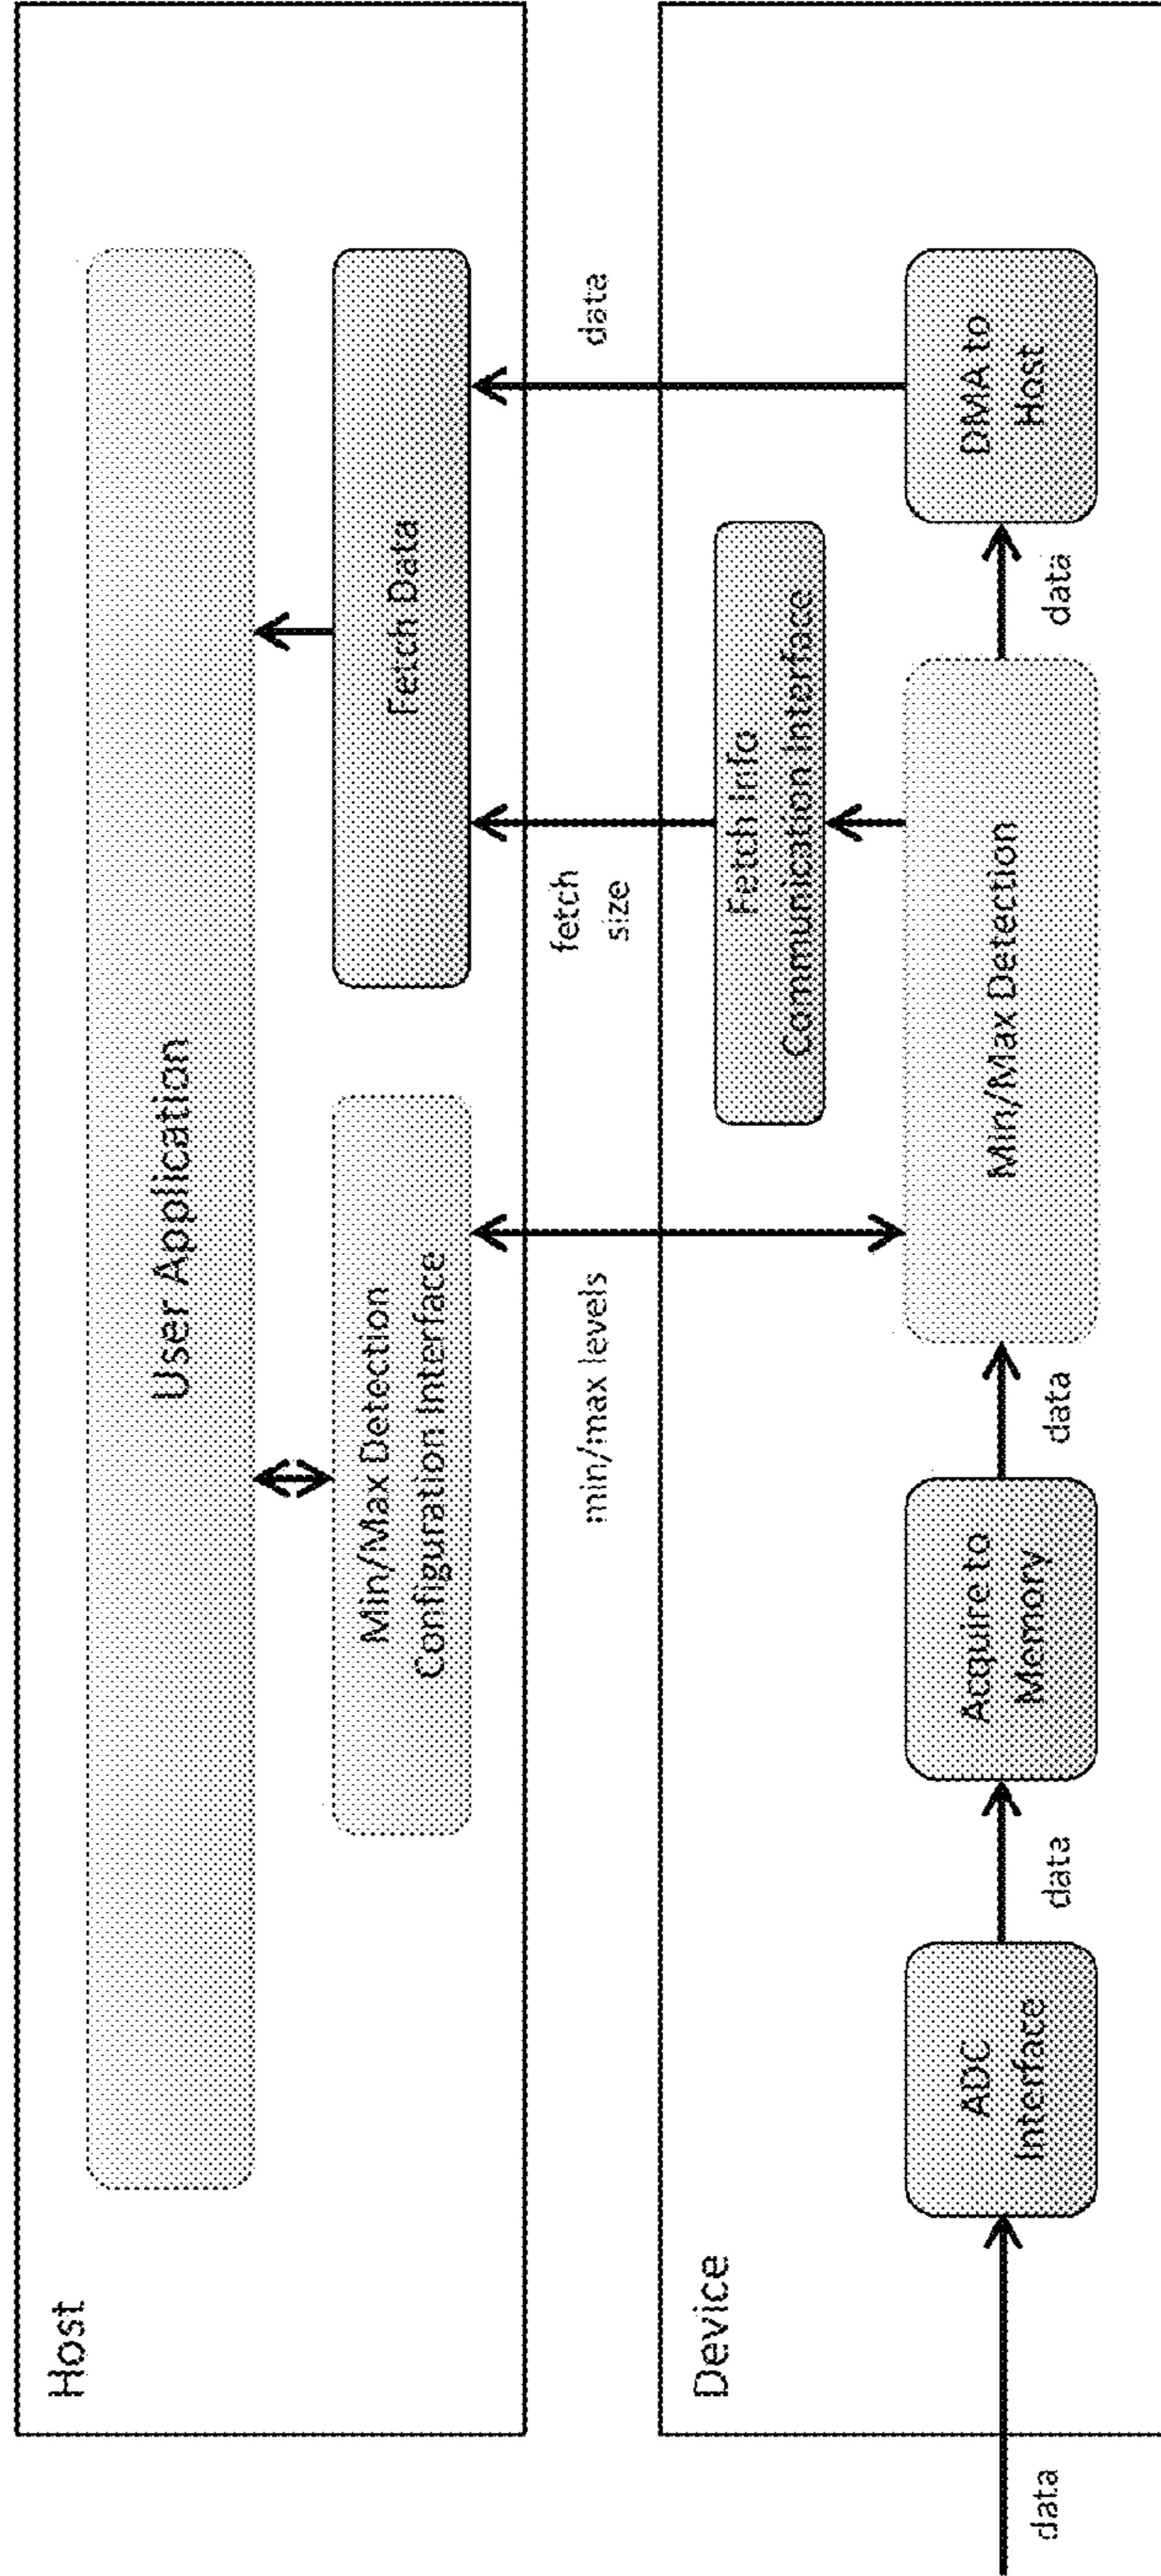 Host
User Application
Min/Max Detection
Configuration Interface
Fetch Data
min/max levels
fetch
size
data
Device
Fetch Info
Communication Interface
data
ADC
Interface
data
Acquire to
Memory
data
Min/Max Detection
data
DMA to
Host